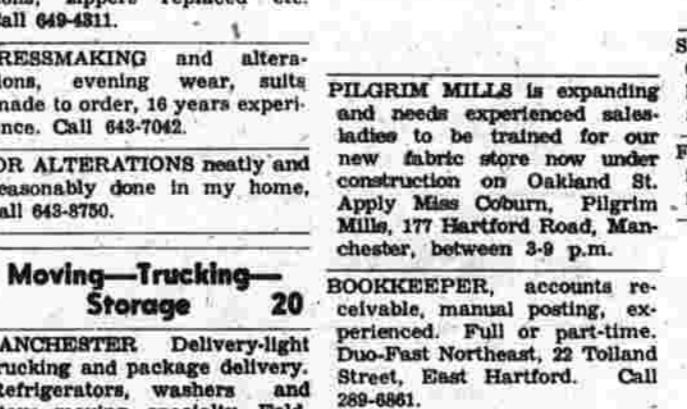 all 649-4311.
RESSMAKING and altera-
ions, evening wear, suits
made to order, 16 years experi-
nce. Call 643-7042.
OR ALTERATIONS neatly and
easonably done in my home,
all 643-8750.
Moving—Trucking—
Storage 20
ANCHESTER Delivery-light
rucking and package delivery.
Refrigerators, washers and
PILGRIM MILLS is expanding
and needs experienced sales-
ladies to be trained for our
new fabric store now under
construction on Oakland St.
Apply Miss Coburn, Pilgrim
Mills, 177 Hartford Road, Man-
chester, between 3-9 p.m.
BOOKKEEPER, accounts re-
ceivable, manual posting, ex-
perienced. Full or part-time.
Duo-Fast Northeast, 22 Tolland
Street, East Hartford. Call
289-6861.